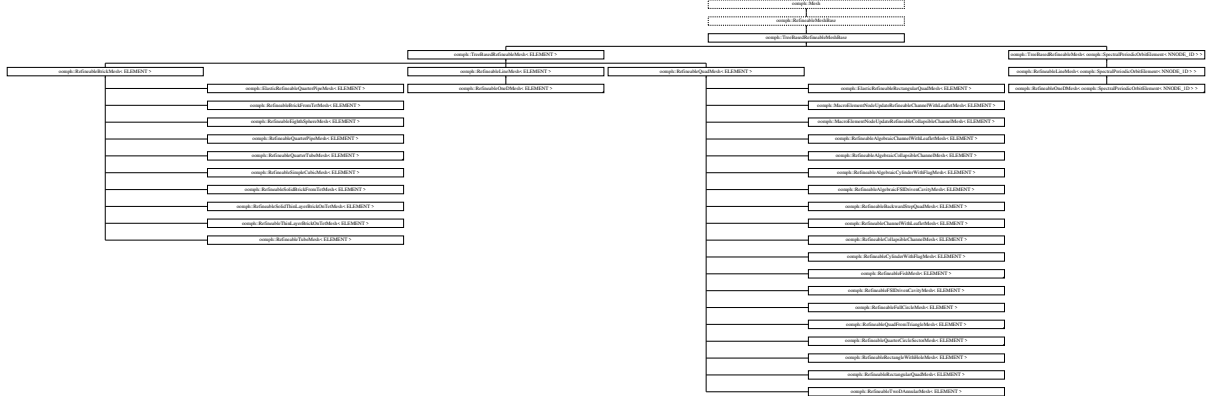 oomph::Mesh
oomph::RefineableMeshBase
oomph::TreeBasedRefineableMeshBase
oomph::TreeBasedRefineableMesh< ELEMENT >
oomph::TreeBasedRefineableMesh< oomph::SpectralPeriodicOrbitElement< NNODE_1D > >
oomph::RefineableBrickMesh< ELEMENT >
oomph::RefineableLineMesh< ELEMENT >
oomph::RefineableQuadMesh< ELEMENT >
oomph::RefineableLineMesh< oomph::SpectralPeriodicOrbitElement< NNODE_1D > >
oomph::ElasticRefineableQuarterPipeMesh< ELEMENT >
oomph::RefineableOneDMesh< ELEMENT >
oomph::ElasticRefineableRectangularQuadMesh< ELEMENT >
oomph::RefineableOneDMesh< oomph::SpectralPeriodicOrbitElement< NNODE_1D > >
oomph::RefineableBrickFromTetMesh< ELEMENT >
oomph::MacroElementNodeUpdateRefineableChannelWithLeafletMesh< ELEMENT >
oomph::RefineableEighthSphereMesh< ELEMENT >
oomph::MacroElementNodeUpdateRefineableCollapsibleChannelMesh< ELEMENT >
oomph::RefineableQuarterPipeMesh< ELEMENT >
oomph::RefineableAlgebraicChannelWithLeafletMesh< ELEMENT >
oomph::RefineableQuarterTubeMesh< ELEMENT >
oomph::RefineableAlgebraicCollapsibleChannelMesh< ELEMENT >
oomph::RefineableSimpleCubicMesh< ELEMENT >
oomph::RefineableAlgebraicCylinderWithFlagMesh< ELEMENT >
oomph::RefineableSolidBrickFromTetMesh< ELEMENT >
oomph::RefineableAlgebraicFSIDrivenCavityMesh< ELEMENT >
oomph::RefineableSolidThinLayerBrickOnTetMesh< ELEMENT >
oomph::RefineableBackwardStepQuadMesh< ELEMENT >
oomph::RefineableThinLayerBrickOnTetMesh< ELEMENT >
oomph::RefineableChannelWithLeafletMesh< ELEMENT >
oomph::RefineableTubeMesh< ELEMENT >
oomph::RefineableCollapsibleChannelMesh< ELEMENT >
oomph::RefineableCylinderWithFlagMesh< ELEMENT >
oomph::RefineableFishMesh< ELEMENT >
oomph::RefineableFSIDrivenCavityMesh< ELEMENT >
oomph::RefineableFullCircleMesh< ELEMENT >
oomph::RefineableQuadFromTriangleMesh< ELEMENT >
oomph::RefineableQuarterCircleSectorMesh< ELEMENT >
oomph::RefineableRectangleWithHoleMesh< ELEMENT >
oomph::RefineableRectangularQuadMesh< ELEMENT >
oomph::RefineableTwoDAnnularMesh< ELEMENT >